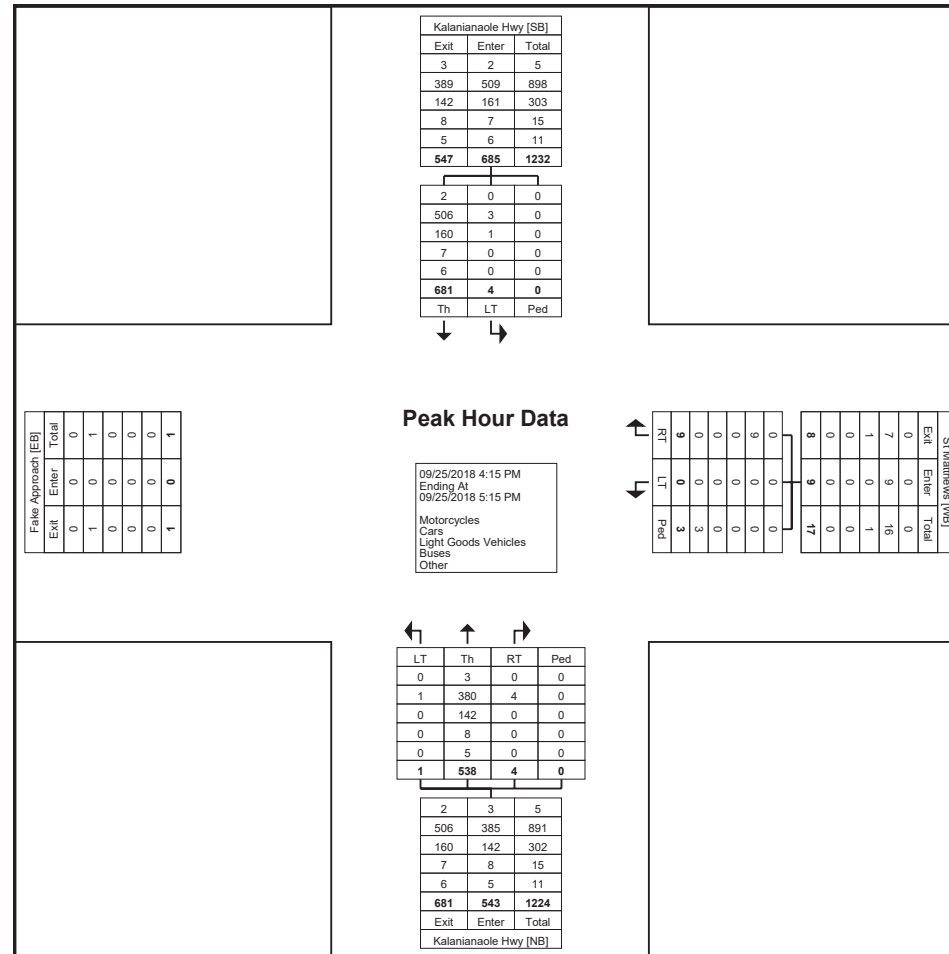 Kalanianaole Hwy [SB]
Exit Enter Total
3 2 5
389 509 898
142 161 303
8 7 15
5 6 11
547 685 1232
2 0 0
506 3 0
160 1 0
7 0 0
6 0 0
681 4 0
Th LT Ped
Fake Approach [EB]
Exit Enter Total
0 0 0
1 0 1
0 0 0
0 0 0
0 0 0
1 0 1
Peak Hour Data
09/25/2018 4:15 PM
Ending At
09/25/2018 5:15 PM
Motorcycles
Cars
Light Goods Vehicles
Buses
Other
St Matthews [WB]
Exit Enter Total
0 0 0
7 9 16
1 0 1
0 0 0
0 0 0
8 9 17
0 0 0
9 0 0
0 0 0
0 0 0
0 0 3
9 0 3
RT LT Ped
LT Th RT Ped
0 3 0 0
1 380 4 0
0 142 0 0
0 8 0 0
0 5 0 0
1 538 4 0
2 3 5
506 385 891
160 142 302
7 8 15
6 5 11
681 543 1224
Exit Enter Total
Kalanianaole Hwy [NB]